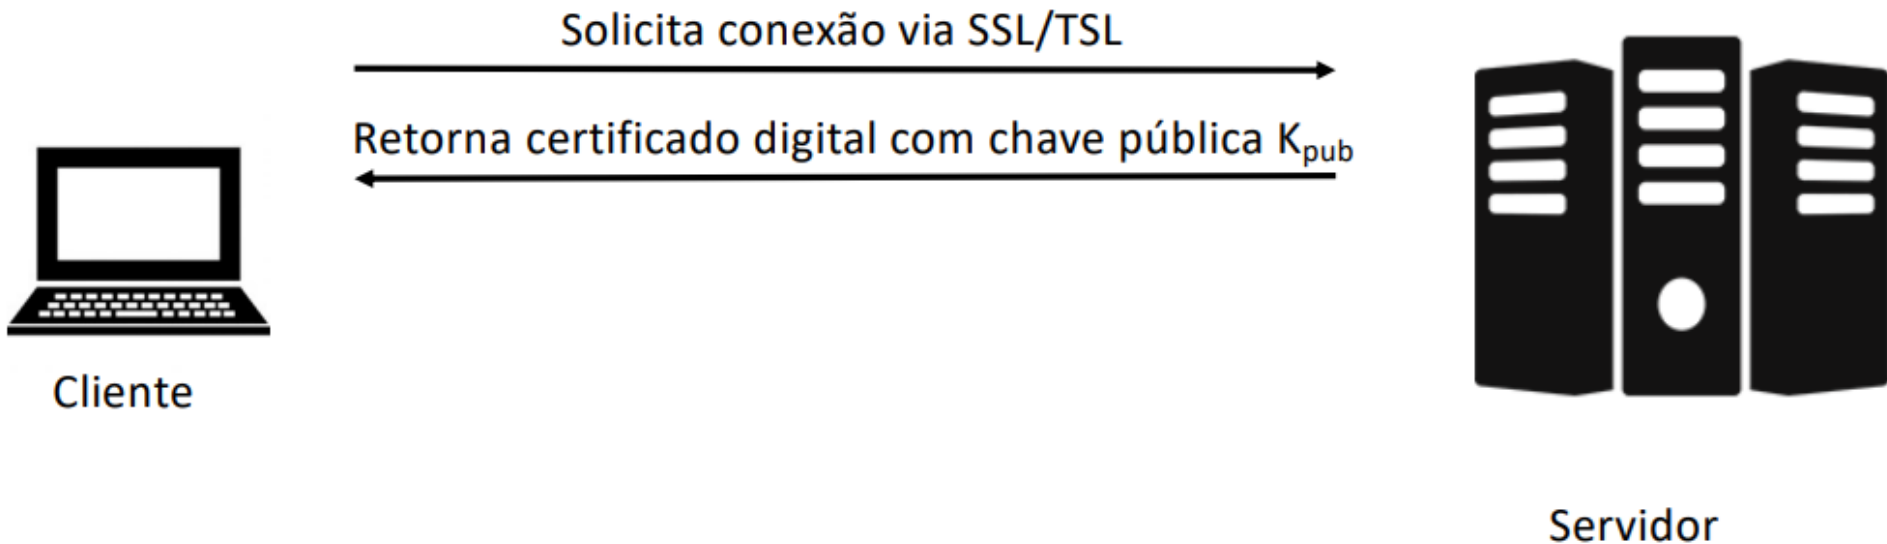 Solicita conexão via SSL/TSL
Retorna certificado digital com chave pública Kpub
Cliente
Servidor